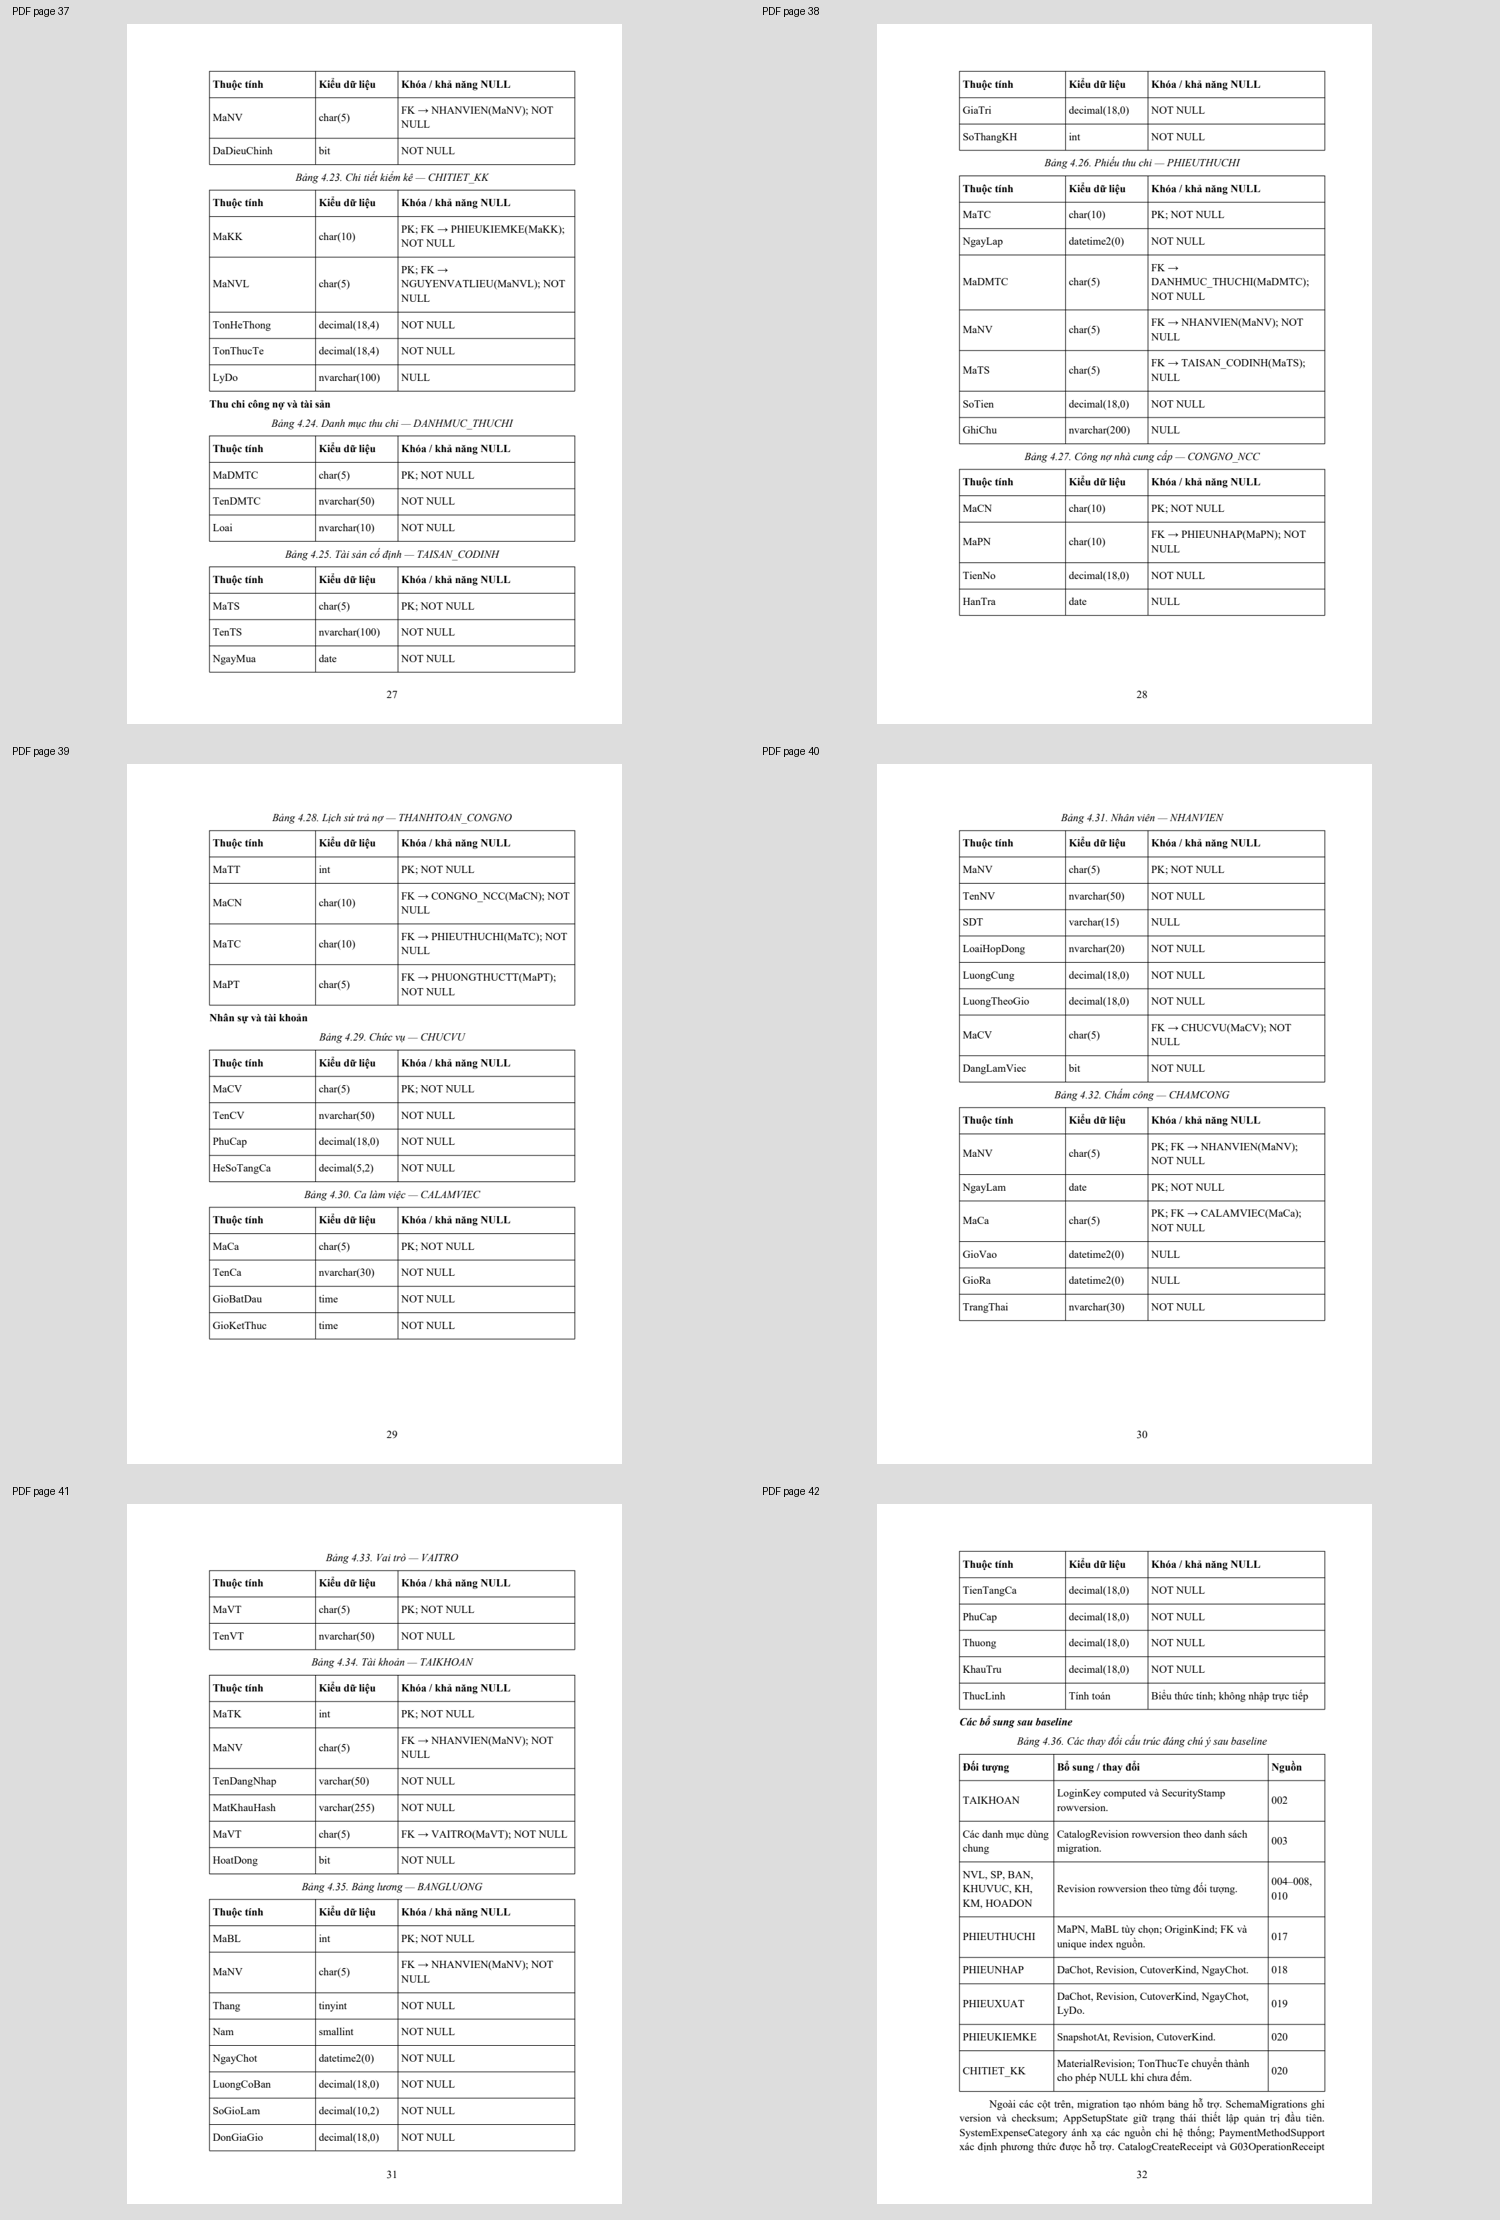 PDF page 37
Thuộc tính Kiểu dữ liệu Khóa / khả năng NULL
MaNV char(5) FK → NHANVIEN(MaNV); NOT
NULL
DaDieuChinh bit NOT NULL
Bảng 4.23. Chi tiết kiểm kê — CHITIET_KK
Thuộc tính Kiểu dữ liệu Khóa / khả năng NULL
MaKK char(10) PK; FK → PHIEUKIEMKE(MaKK);
NOT NULL
MaNVL char(5) PK; FK →
NGUYENVATLIEU(MaNVL); NOT
NULL
TonHeThong decimal(18,4) NOT NULL
TonThucTe decimal(18,4) NOT NULL
LyDo nvarchar(100) NULL
Thu chi công nợ và tài sản
Bảng 4.24. Danh mục thu chi — DANHMUC_THUCHI
Thuộc tính Kiểu dữ liệu Khóa / khả năng NULL
MaDMTC char(5) PK; NOT NULL
TenDMTC nvarchar(50) NOT NULL
Loai nvarchar(10) NOT NULL
Bảng 4.25. Tài sản cố định — TAISAN_CODINH
Thuộc tính Kiểu dữ liệu Khóa / khả năng NULL
MaTS char(5) PK; NOT NULL
TenTS nvarchar(100) NOT NULL
NgayMua date NOT NULL
27
PDF page 38
Thuộc tính Kiểu dữ liệu Khóa / khả năng NULL
GiaTri decimal(18,0) NOT NULL
SoThangKH int NOT NULL
Bảng 4.26. Phiếu thu chi — PHIEUTHUCHI
Thuộc tính Kiểu dữ liệu Khóa / khả năng NULL
MaTC char(10) PK; NOT NULL
NgayLap datetime2(0) NOT NULL
MaDMTC char(5) FK →
DANHMUC_THUCHI(MaDMTC);
NOT NULL
MaNV char(5) FK → NHANVIEN(MaNV); NOT
NULL
MaTS char(5) FK → TAISAN_CODINH(MaTS);
NULL
SoTien decimal(18,0) NOT NULL
GhiChu nvarchar(200) NULL
Bảng 4.27. Công nợ nhà cung cấp — CONGNO_NCC
Thuộc tính Kiểu dữ liệu Khóa / khả năng NULL
MaCN char(10) PK; NOT NULL
MaPN char(10) FK → PHIEUNHAP(MaPN); NOT
NULL
TienNo decimal(18,0) NOT NULL
HanTra date NULL
28
PDF page 39
Bảng 4.28. Lịch sử trả nợ — THANHTOAN_CONGNO
Thuộc tính Kiểu dữ liệu Khóa / khả năng NULL
MaTT int PK; NOT NULL
MaCN char(10) FK → CONGNO_NCC(MaCN); NOT
NULL
MaTC char(10) FK → PHIEUTHUCHI(MaTC); NOT
NULL
MaPT char(5) FK → PHUONGTHUCTT(MaPT);
NOT NULL
Nhân sự và tài khoản
Bảng 4.29. Chức vụ — CHUCVU
Thuộc tính Kiểu dữ liệu Khóa / khả năng NULL
MaCV char(5) PK; NOT NULL
TenCV nvarchar(50) NOT NULL
PhuCap decimal(18,0) NOT NULL
HeSoTangCa decimal(5,2) NOT NULL
Bảng 4.30. Ca làm việc — CALAMVIEC
Thuộc tính Kiểu dữ liệu Khóa / khả năng NULL
MaCa char(5) PK; NOT NULL
TenCa nvarchar(30) NOT NULL
GioBatDau time NOT NULL
GioKetThuc time NOT NULL
29
PDF page 40
Bảng 4.31. Nhân viên — NHANVIEN
Thuộc tính Kiểu dữ liệu Khóa / khả năng NULL
MaNV char(5) PK; NOT NULL
TenNV nvarchar(50) NOT NULL
SDT varchar(15) NULL
LoaiHopDong nvarchar(20) NOT NULL
LuongCung decimal(18,0) NOT NULL
LuongTheoGio decimal(18,0) NOT NULL
MaCV char(5) FK → CHUCVU(MaCV); NOT
NULL
DangLamViec bit NOT NULL
Bảng 4.32. Chấm công — CHAMCONG
Thuộc tính Kiểu dữ liệu Khóa / khả năng NULL
MaNV char(5) PK; FK → NHANVIEN(MaNV);
NOT NULL
NgayLam date PK; NOT NULL
MaCa char(5) PK; FK → CALAMVIEC(MaCa);
NOT NULL
GioVao datetime2(0) NULL
GioRa datetime2(0) NULL
TrangThai nvarchar(30) NOT NULL
30
PDF page 41
Bảng 4.33. Vai trò — VAITRO
Thuộc tính Kiểu dữ liệu Khóa / khả năng NULL
MaVT char(5) PK; NOT NULL
TenVT nvarchar(50) NOT NULL
Bảng 4.34. Tài khoản — TAIKHOAN
Thuộc tính Kiểu dữ liệu Khóa / khả năng NULL
MaTK int PK; NOT NULL
MaNV char(5) FK → NHANVIEN(MaNV); NOT
NULL
TenDangNhap varchar(50) NOT NULL
MatKhauHash varchar(255) NOT NULL
MaVT char(5) FK → VAITRO(MaVT); NOT NULL
HoatDong bit NOT NULL
Bảng 4.35. Bảng lương — BANGLUONG
Thuộc tính Kiểu dữ liệu Khóa / khả năng NULL
MaBL int PK; NOT NULL
MaNV char(5) FK → NHANVIEN(MaNV); NOT
NULL
Thang tinyint NOT NULL
Nam smallint NOT NULL
NgayChot datetime2(0) NOT NULL
LuongCoBan decimal(18,0) NOT NULL
SoGioLam decimal(10,2) NOT NULL
DonGiaGio decimal(18,0) NOT NULL
31
PDF page 42
Thuộc tính Kiểu dữ liệu Khóa / khả năng NULL
TienTangCa decimal(18,0) NOT NULL
PhuCap decimal(18,0) NOT NULL
Thuong decimal(18,0) NOT NULL
KhauTru decimal(18,0) NOT NULL
ThucLinh Tính toán Biểu thức tính; không nhập trực tiếp
Các bổ sung sau baseline
Bảng 4.36. Các thay đổi cấu trúc đáng chú ý sau baseline
Đối tượng Bổ sung / thay đổi Nguồn
TAIKHOAN LoginKey computed và SecurityStamp
rowversion. 002
Các danh mục dùng CatalogRevision rowversion theo danh sách
chung migration. 003
NVL, SP, BAN,
KHUVUC, KH, Revision rowversion theo từng đối tượng. 004–008,
KM, HOADON 010
PHIEUTHUCHI MaPN, MaBL tùy chọn; OriginKind; FK và
unique index nguồn. 017
PHIEUNHAP DaChot, Revision, CutoverKind, NgayChot. 018
PHIEUXUAT DaChot, Revision, CutoverKind, NgayChot,
LyDo. 019
PHIEUKIEMKE SnapshotAt, Revision, CutoverKind. 020
CHITIET_KK MaterialRevision; TonThucTe chuyển thành
cho phép NULL khi chưa đếm. 020
Ngoài các cột trên, migration tạo nhóm bảng hỗ trợ. SchemaMigrations ghi
version và checksum; AppSetupState giữ trạng thái thiết lập quản trị đầu tiên.
SystemExpenseCategory ánh xạ các nguồn chi hệ thống; PaymentMethodSupport
xác định phương thức được hỗ trợ. CatalogCreateReceipt và G03OperationReceipt
32